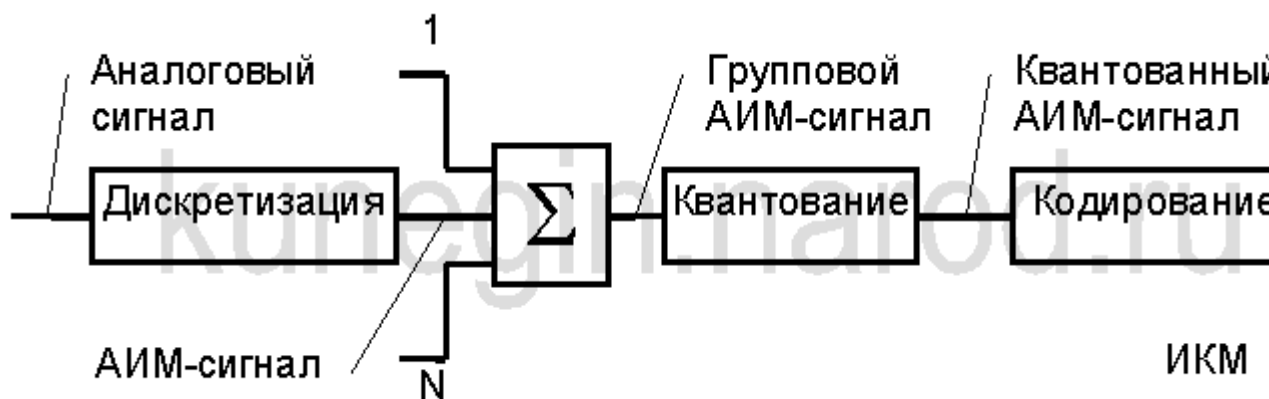 1
Аналоговый
сигнал
Групповой
АИМ-сигнал
Квантованный
АИМ-сигнал
Дискретизация
Σ
Квантование
Кодирование
kunegin.narod.ru
АИМ-сигнал
N
ИКМ